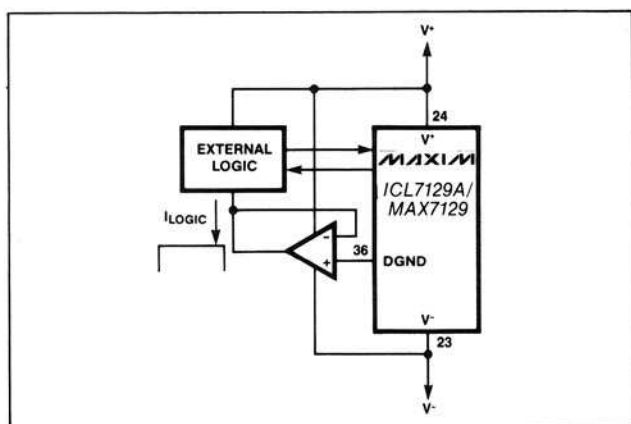 V⁺
24
V⁺
EXTERNAL
LOGIC
MAXIM
ICL7129A/
MAX7129
ILOGIC
-
+
36
DGND
V⁻
23
V⁻